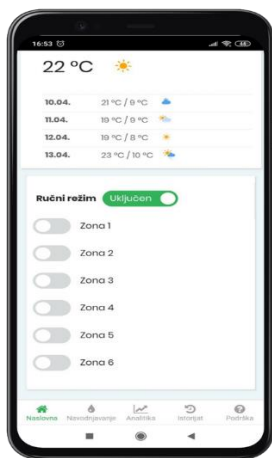 16:53
22 °C
10.04. 21 °C / 9 °C
11.04. 19 °C / 9 °C
12.04. 19 °C / 8 °C
13.04. 23 °C / 10 °C
Ručni režim Uključen
Zona 1
Zona 2
Zona 3
Zona 4
Zona 5
Zona 6
Naslovna Navodnjavanje Analitika Istorijat Podrška